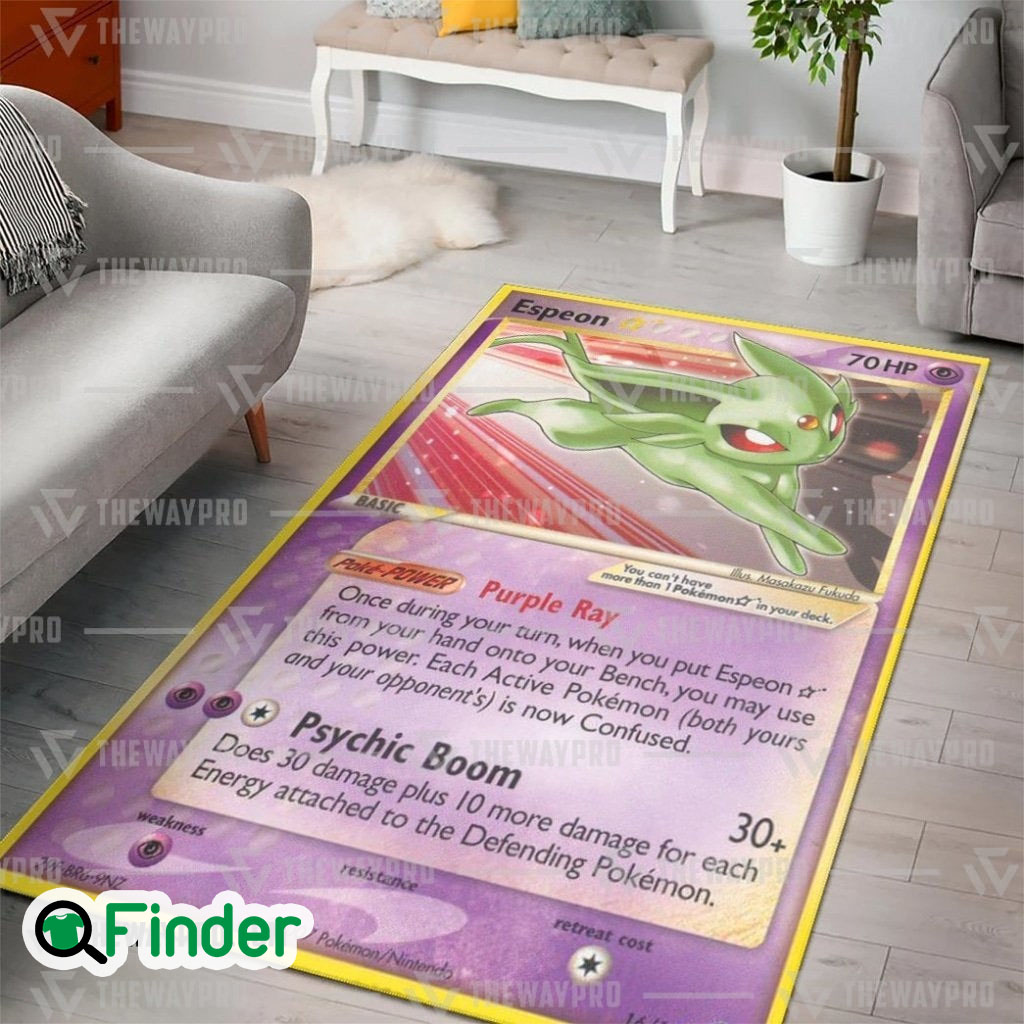 THEWAYPRO
Espeon ☆
70 HP
BASIC
Illus. Masakazu Fukuda
Poké-POWER
Purple Ray
You can't have
more than 1 Pokémon☆ in your deck.
Once during your turn, when you put Espeon ☆
from your hand onto your Bench, you may use
this power. Each Active Pokémon (both yours
and your opponent's) is now Confused.
Psychic Boom
30+
Does 30 damage plus 10 more damage for each
Energy attached to the Defending Pokémon.
weakness
resistance
retreat cost
Pokémon/Nintendo
Finder